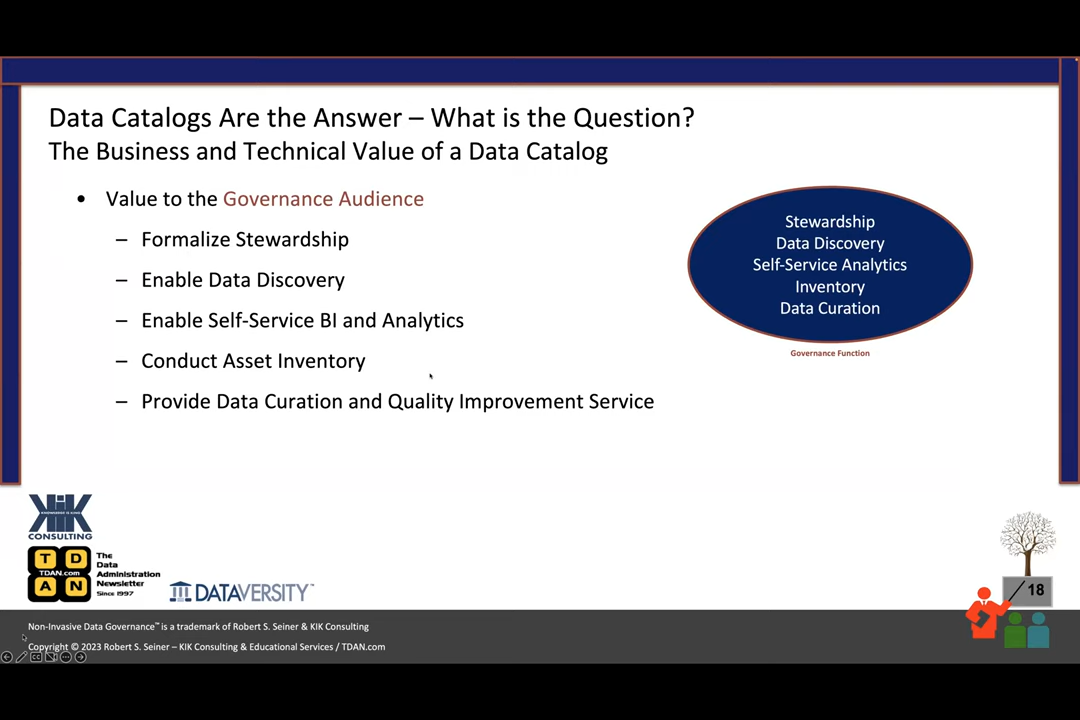 Data Catalogs Are the Answer – What is the Question?
The Business and Technical Value of a Data Catalog
• Value to the Governance Audience
– Formalize Stewardship
– Enable Data Discovery
– Enable Self-Service BI and Analytics
– Conduct Asset Inventory
– Provide Data Curation and Quality Improvement Service
Stewardship
Data Discovery
Self-Service Analytics
Inventory
Data Curation
Governance Function
KIK
KNOWLEDGE IS KING
CONSULTING
T D
TDAN.com
A N
The
Data
Administration
Newsletter
Since 1997
DATAVERSITY™
18
Non-Invasive Data Governance™ is a trademark of Robert S. Seiner & KIK Consulting
Copyright © 2023 Robert S. Seiner – KIK Consulting & Educational Services / TDAN.com